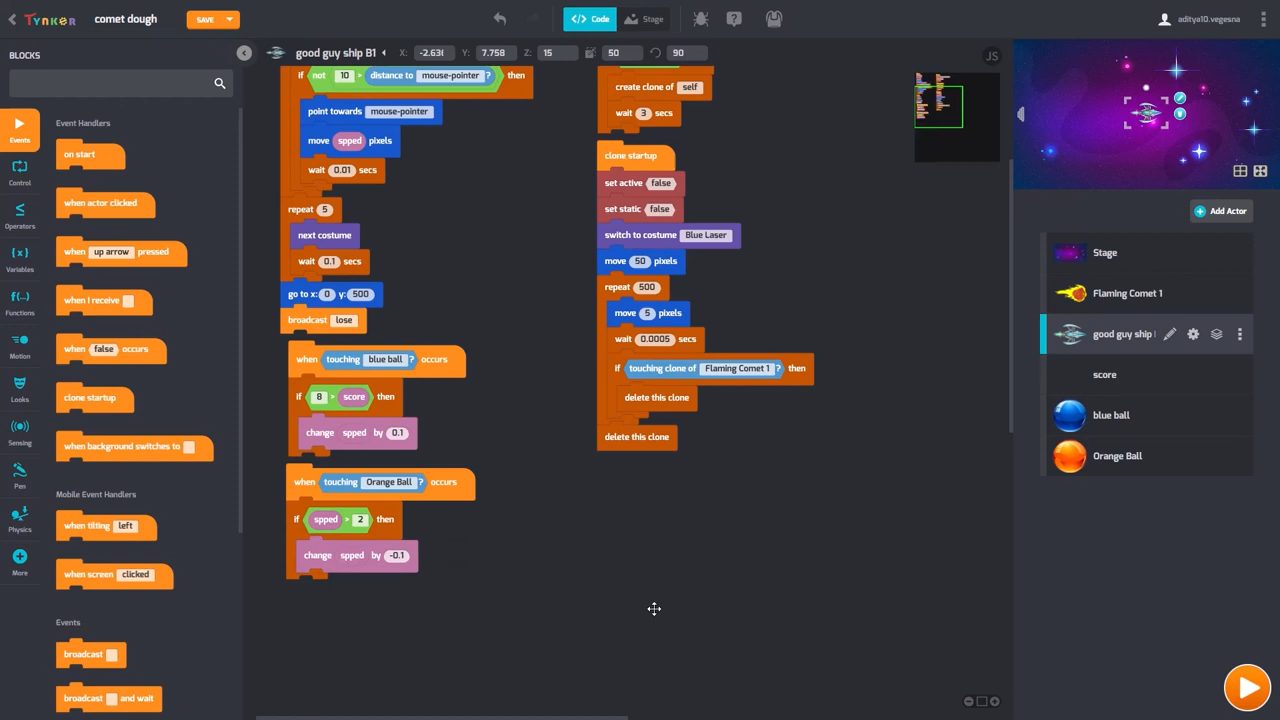 TYnKER
comet dough
SAVE
Code
Stage
aditya10.vegesna
BLOCKS
good guy ship B1
X: -2.636
Y: 7.758
Z: 15
50
90
JS
Events
Control
Operators
Variables
Functions
Motion
Looks
Sensing
Pen
Physics
More
Event Handlers
on start
when actor clicked
when up arrow pressed
when I receive
when false occurs
clone startup
when background switches to
Mobile Event Handlers
when tilting left
when screen clicked
Events
broadcast
broadcast and wait
if not 10 > distance to mouse-pointer ? then
point towards mouse-pointer
move spped pixels
wait 0.01 secs
repeat 5
next costume
wait 0.1 secs
go to x: 0 y: 500
broadcast lose
when touching blue ball ? occurs
if 8 > score then
change spped by 0.1
when touching Orange Ball ? occurs
if spped > 2 then
change spped by -0.1
create clone of self
wait 3 secs
clone startup
set active false
set static false
switch to costume Blue Laser
move 50 pixels
repeat 500
move 5 pixels
wait 0.0005 secs
if touching clone of Flaming Comet 1 ? then
delete this clone
delete this clone
Add Actor
Stage
Flaming Comet 1
good guy ship
score
blue ball
Orange Ball